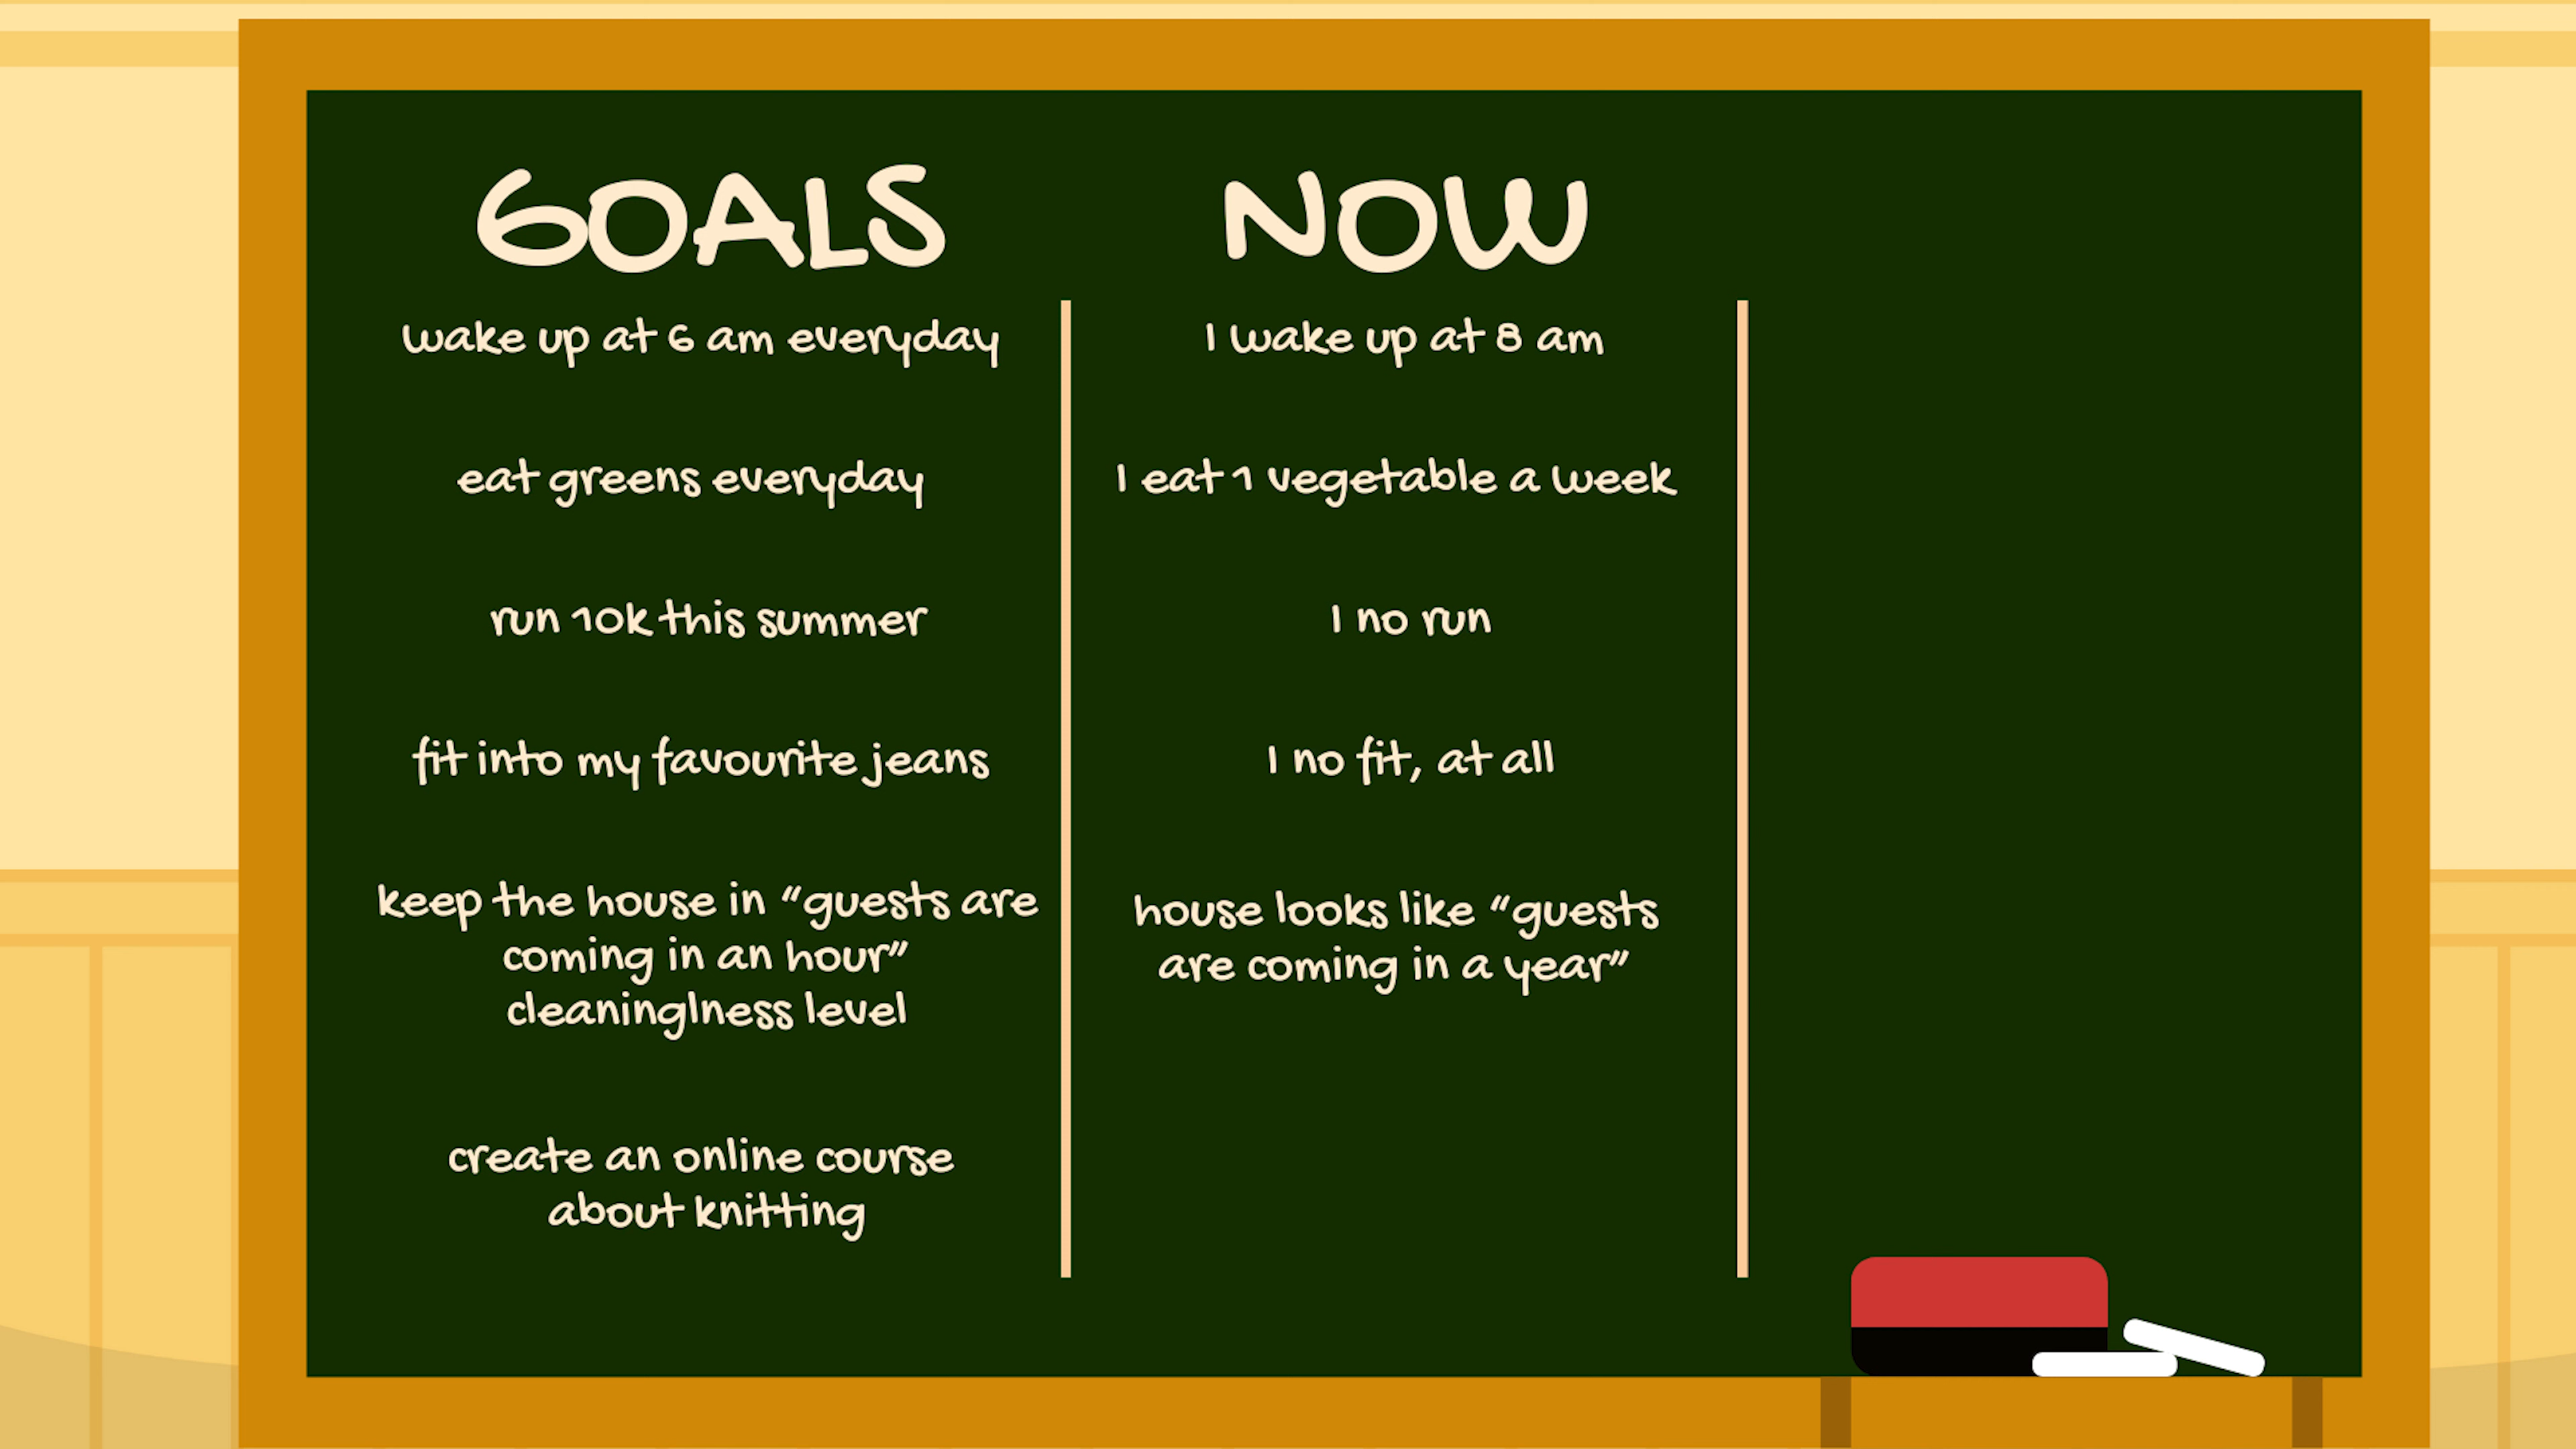 GOALS
NOW
wake up at 6 am everyday
I wake up at 8 am
eat greens everyday
I eat 1 vegetable a week
run 10k this summer
I no run
fit into my favourite jeans
I no fit, at all
keep the house in “guests are
coming in an hour”
cleaninglness level
house looks like “guests
are coming in a year”
create an online course
about knitting